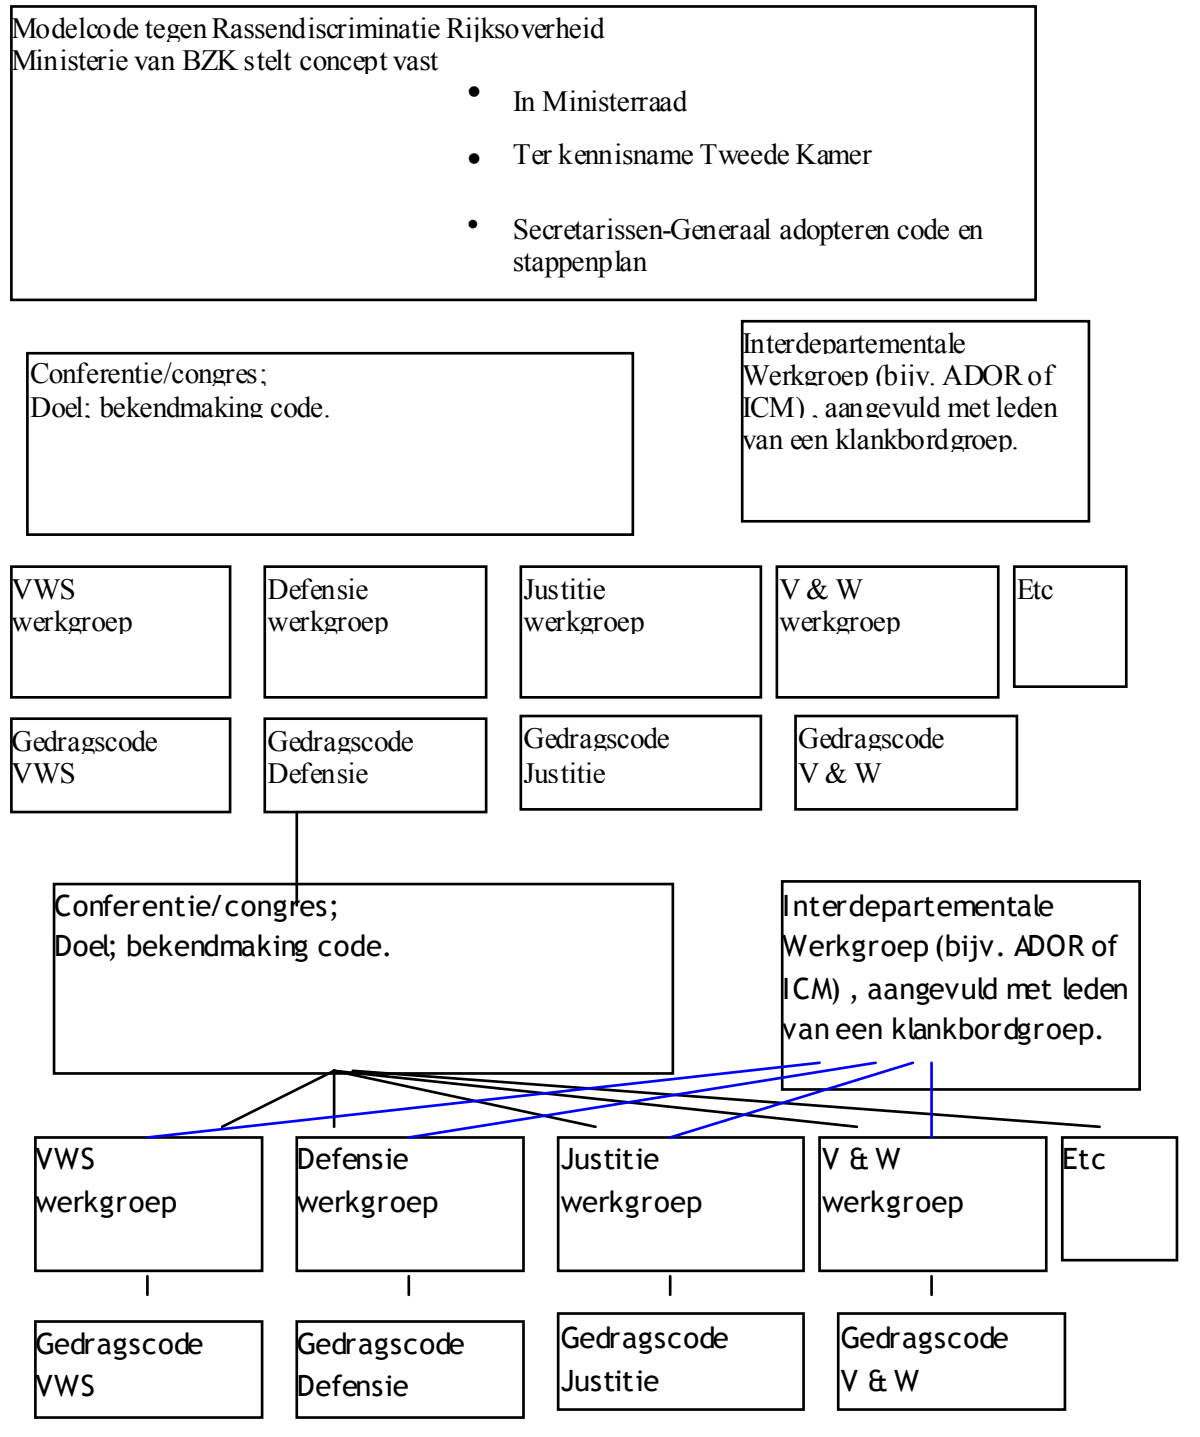 Modelcode tegen Rassendiscriminatie Rijksoverheid
Ministerie van BZK stelt concept vast
• In Ministerraad
• Ter kennisname Tweede Kamer
• Secretarissen-Generaal adopteren code en
stappenplan
Conferentie/congres;
Doel; bekendmaking code.
Interdepartementale
Werkgroep (bijv. ADOR of
ICM) , aangevuld met leden
van een klankbordgroep.
VWS
werkgroep
Defensie
werkgroep
Justitie
werkgroep
V & W
werkgroep
Etc
Gedragscode
VWS
Gedragscode
Defensie
Gedragscode
Justitie
Gedragscode
V & W
Conferentie/congres;
Doel; bekendmaking code.
Interdepartementale
Werkgroep (bijv. ADOR of
ICM) , aangevuld met leden
van een klankbordgroep.
VWS
werkgroep
Defensie
werkgroep
Justitie
werkgroep
V & W
werkgroep
Etc
Gedragscode
VWS
Gedragscode
Defensie
Gedragscode
Justitie
Gedragscode
V & W